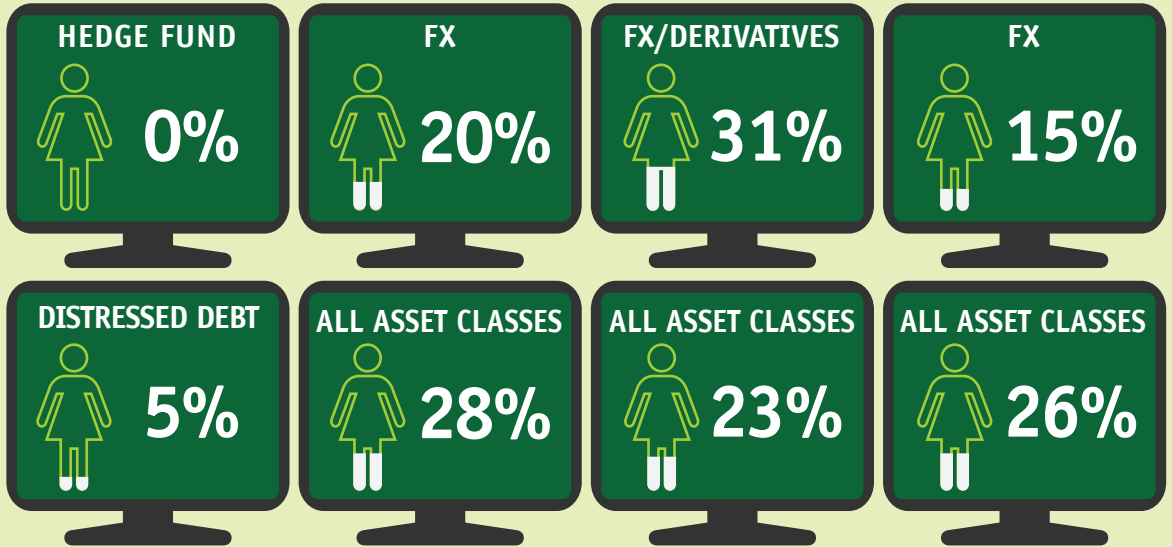 HEDGE FUND
0%
FX
20%
FX/DERIVATIVES
31%
FX
15%
DISTRESSED DEBT
5%
ALL ASSET CLASSES
28%
ALL ASSET CLASSES
23%
ALL ASSET CLASSES
26%